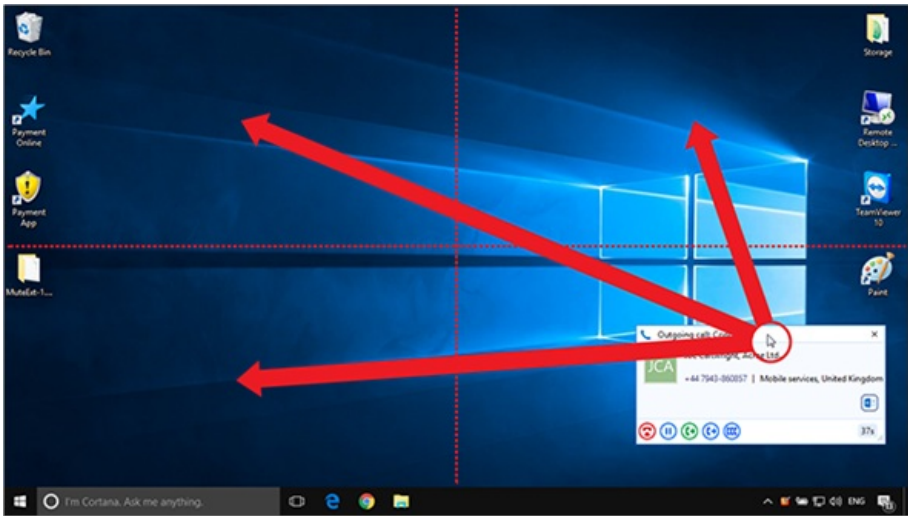 Recycle Bin
Storage
Payment
Online
Remote
Desktop ...
Payment
App
TeamViewer
10
MuteExt-1....
Paint
Outgoing call:
×
JCA
Ltd.
+44 7943-860857 | Mobile services, United Kingdom
37s
I'm Cortana. Ask me anything.
ENG